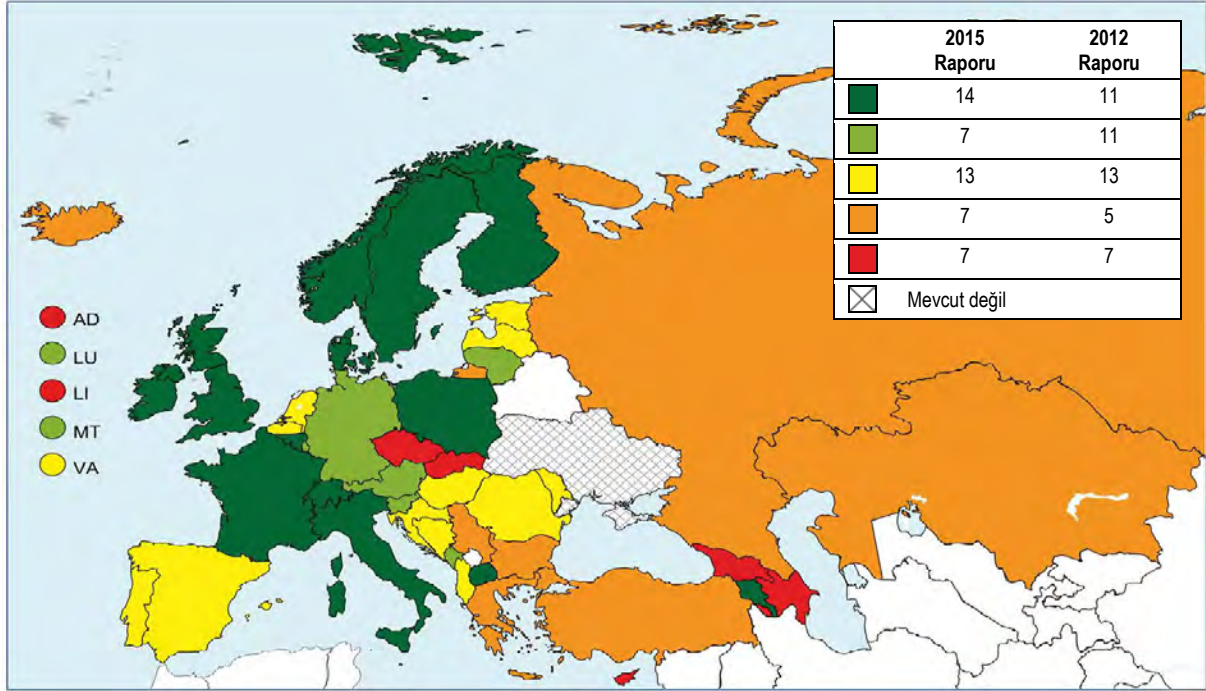 2015 2012
Raporu Raporu
14 11
7 11
13 13
7 5
7 7
Mevcut değil
AD
LU
LI
MT
VA